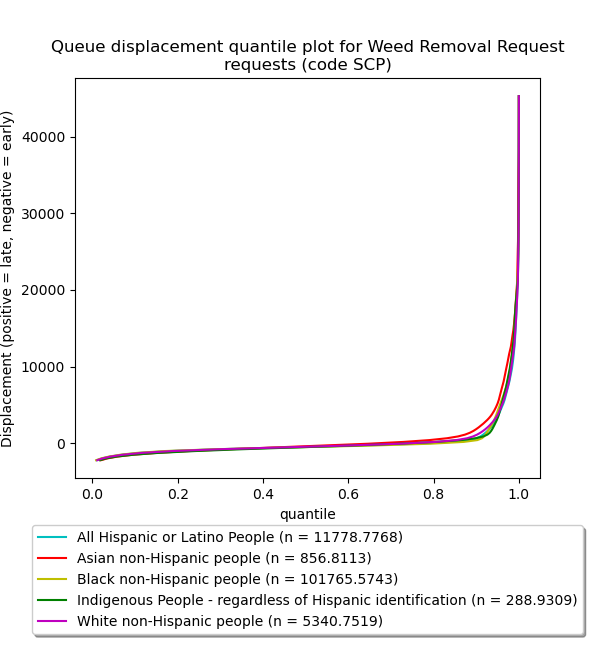 Queue displacement quantile plot for Weed Removal Request
requests (code SCP)
Displacement (positive = late, negative = early)
40000
30000
20000
10000
0
0.0 0.2 0.4 0.6 0.8 1.0
quantile
All Hispanic or Latino People (n = 11778.7768)
Asian non-Hispanic people (n = 856.8113)
Black non-Hispanic people (n = 101765.5743)
Indigenous People - regardless of Hispanic identification (n = 288.9309)
White non-Hispanic people (n = 5340.7519)